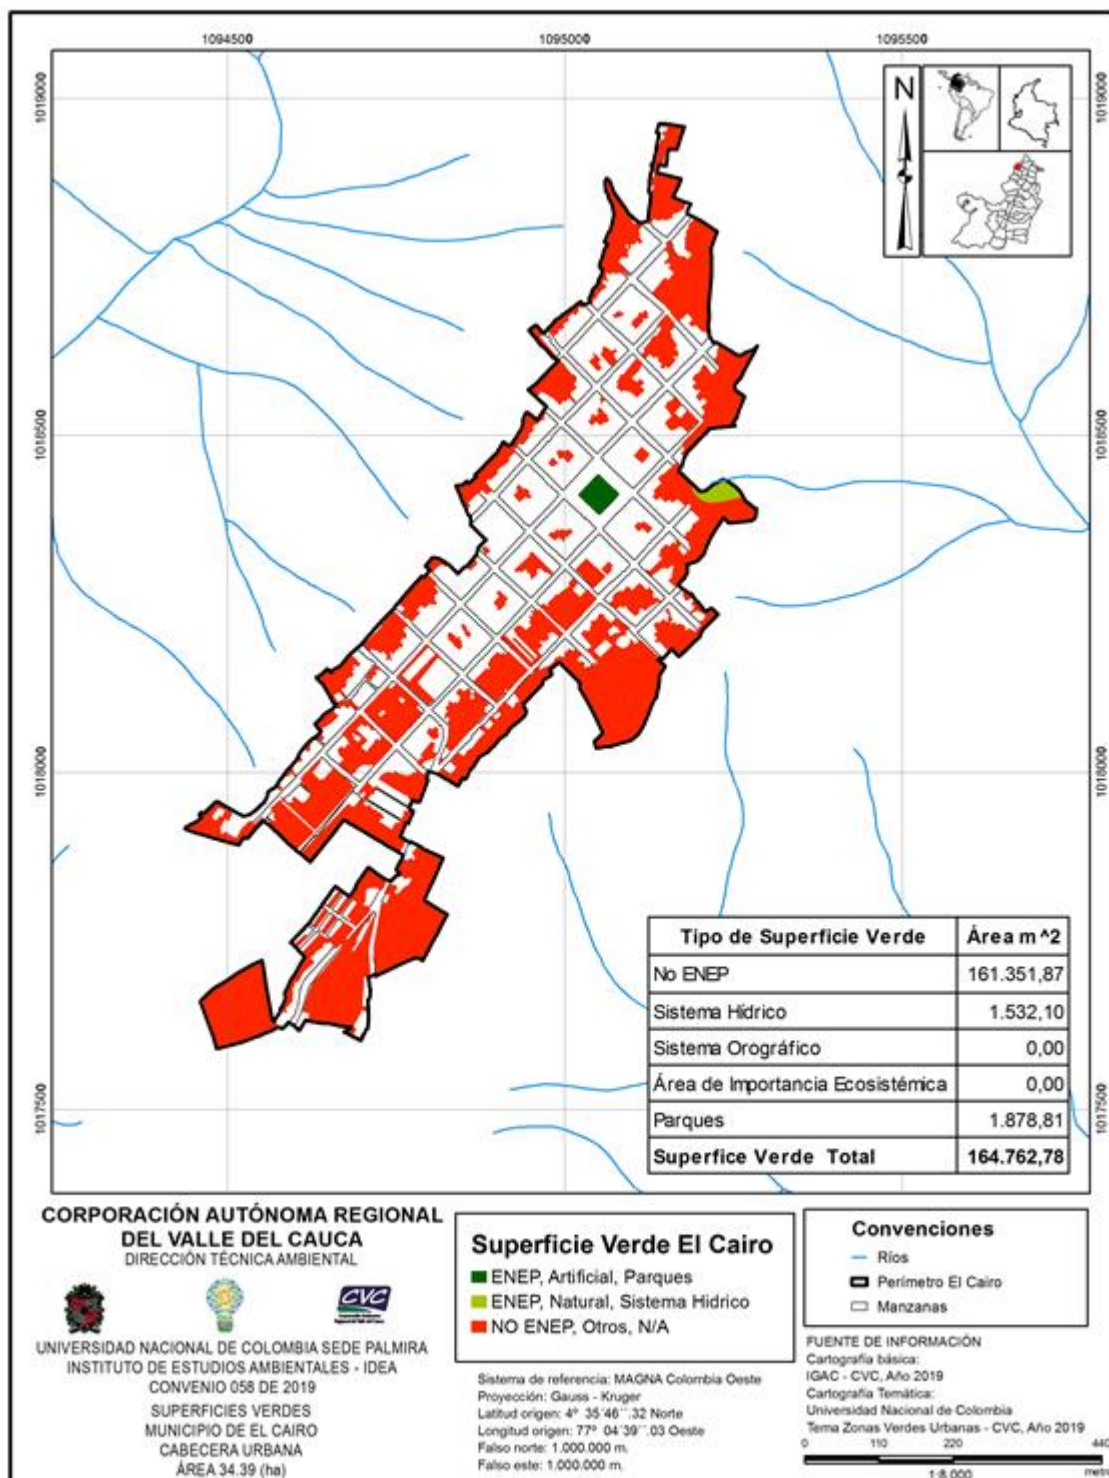 1094500 1095000 1095500
1019000 1019000
N
1018500 1018500
1018000 1018000
1017500 1017500
Tipo de Superficie Verde Área m ^2
No ENEP 161.351,87
Sistema Hídrico 1.532,10
Sistema Orográfico 0,00
Área de Importancia Ecosistémica 0,00
Parques 1.878,81
Superfice Verde Total 164.762,78
CORPORACIÓN AUTÓNOMA REGIONAL
DEL VALLE DEL CAUCA
DIRECCIÓN TÉCNICA AMBIENTAL
CVC
UNIVERSIDAD NACIONAL DE COLOMBIA SEDE PALMIRA
INSTITUTO DE ESTUDIOS AMBIENTALES - IDEA
CONVENIO 058 DE 2019
SUPERFICIES VERDES
MUNICIPIO DE EL CAIRO
CABECERA URBANA
ÁREA 34.39 (ha)
Superficie Verde El Cairo
ENEP, Artificial, Parques
ENEP, Natural, Sistema Hidrico
NO ENEP, Otros, N/A
Sistema de referencia: MAGNA Colombia Oeste
Proyección: Gauss - Kruger
Latitud origen: 4º 35´46´´.32 Norte
Longitud origen: 77º 04´39´´.03 Oeste
Falso norte: 1.000.000 m.
Falso este: 1.000.000 m.
Convenciones
Ríos
Perímetro El Cairo
Manzanas
FUENTE DE INFORMACIÓN
Cartografía básica:
IGAC - CVC, Año 2019
Cartografía Temática:
Universidad Nacional de Colombia
Tema Zonas Verdes Urbanas - CVC, Año 2019
0 110 220 440
1:8.000